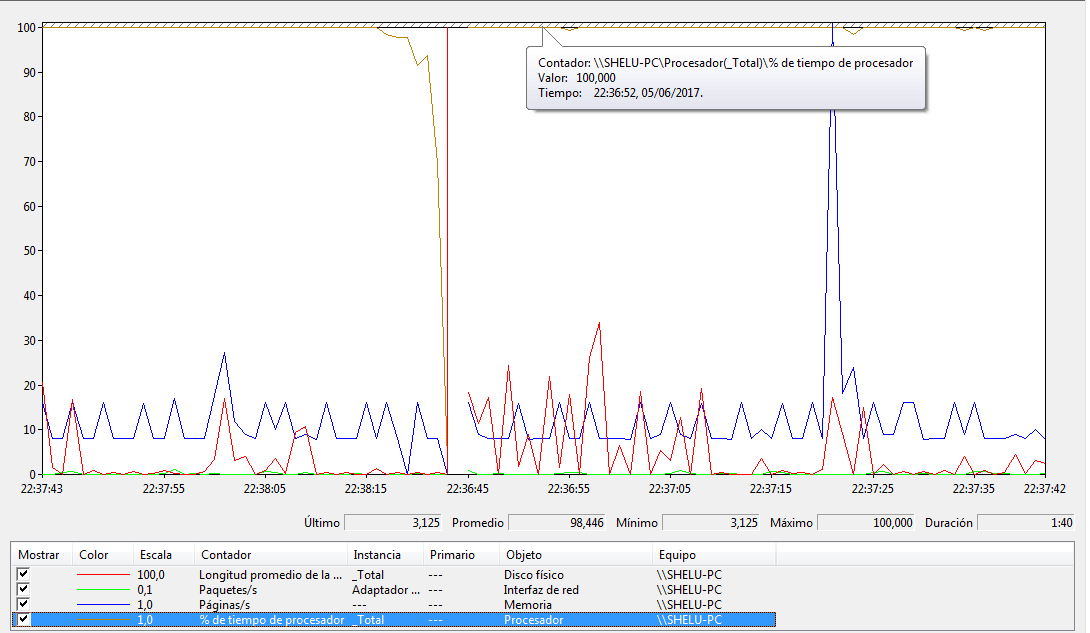 100
90
80
70
60
50
40
30
20
10
0
Contador: \\SHELU-PC\Procesador(_Total)\% de tiempo de procesador
Valor: 100,000
Tiempo: 22:36:52, 05/06/2017.
22:37:43 22:37:55 22:38:05 22:38:15 22:36:45 22:36:55 22:37:05 22:37:15 22:37:25 22:37:35 22:37:42
Último 3,125 Promedio 98,446 Mínimo 3,125 Máximo 100,000 Duración 1:40
Mostrar Color Escala Contador Instancia Primario Objeto Equipo
100,0 Longitud promedio de la ... _Total --- Disco físico \\SHELU-PC
0,1 Paquetes/s Adaptador ... --- Interfaz de red \\SHELU-PC
1,0 Páginas/s --- --- Memoria \\SHELU-PC
1,0 % de tiempo de procesador _Total --- Procesador \\SHELU-PC